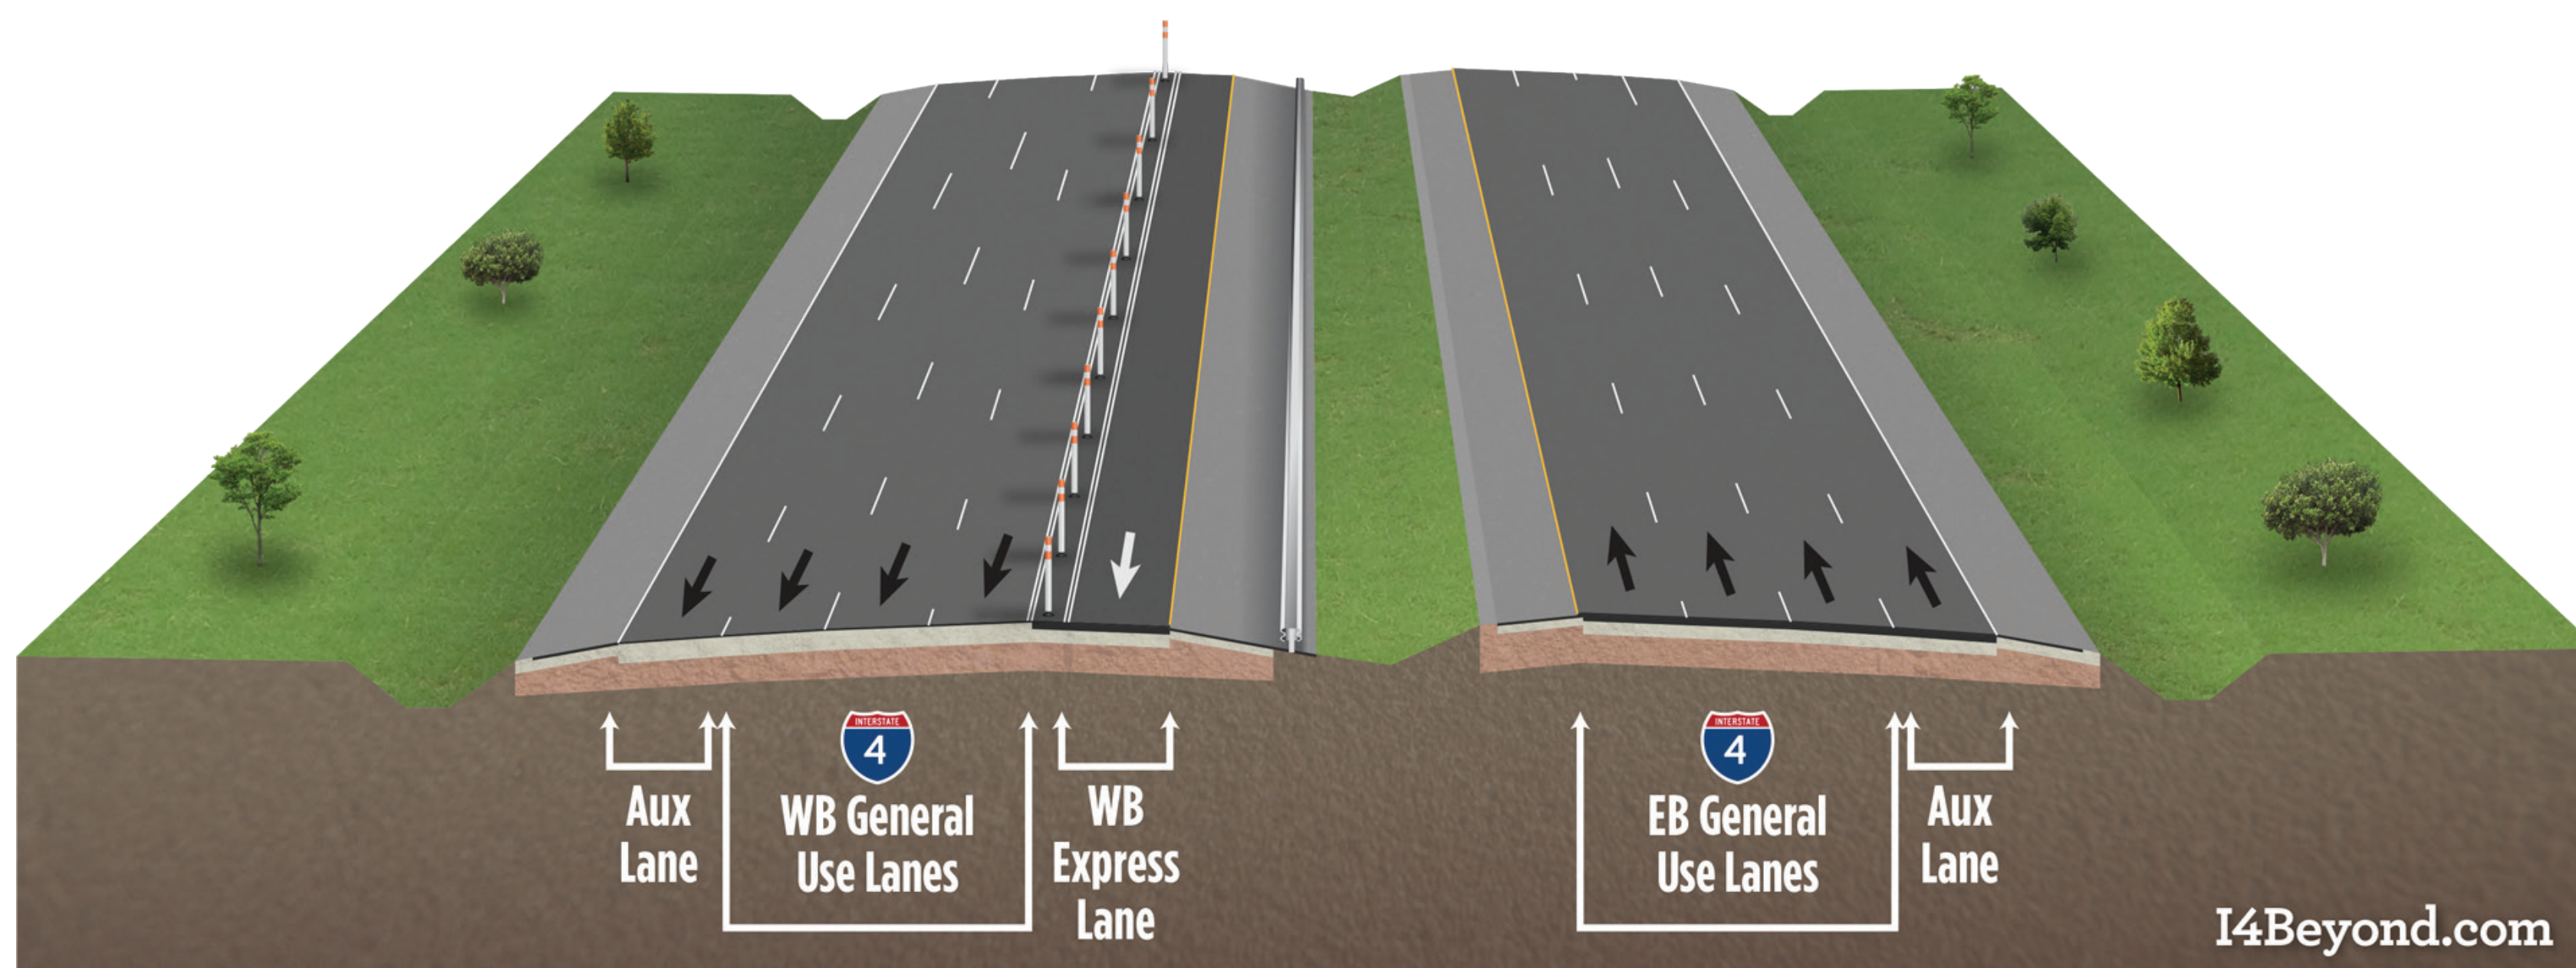 Aux
Lane
INTERSTATE
4
WB General
Use Lanes
WB
Express
Lane
INTERSTATE
4
EB General
Use Lanes
Aux
Lane
I4Beyond.com